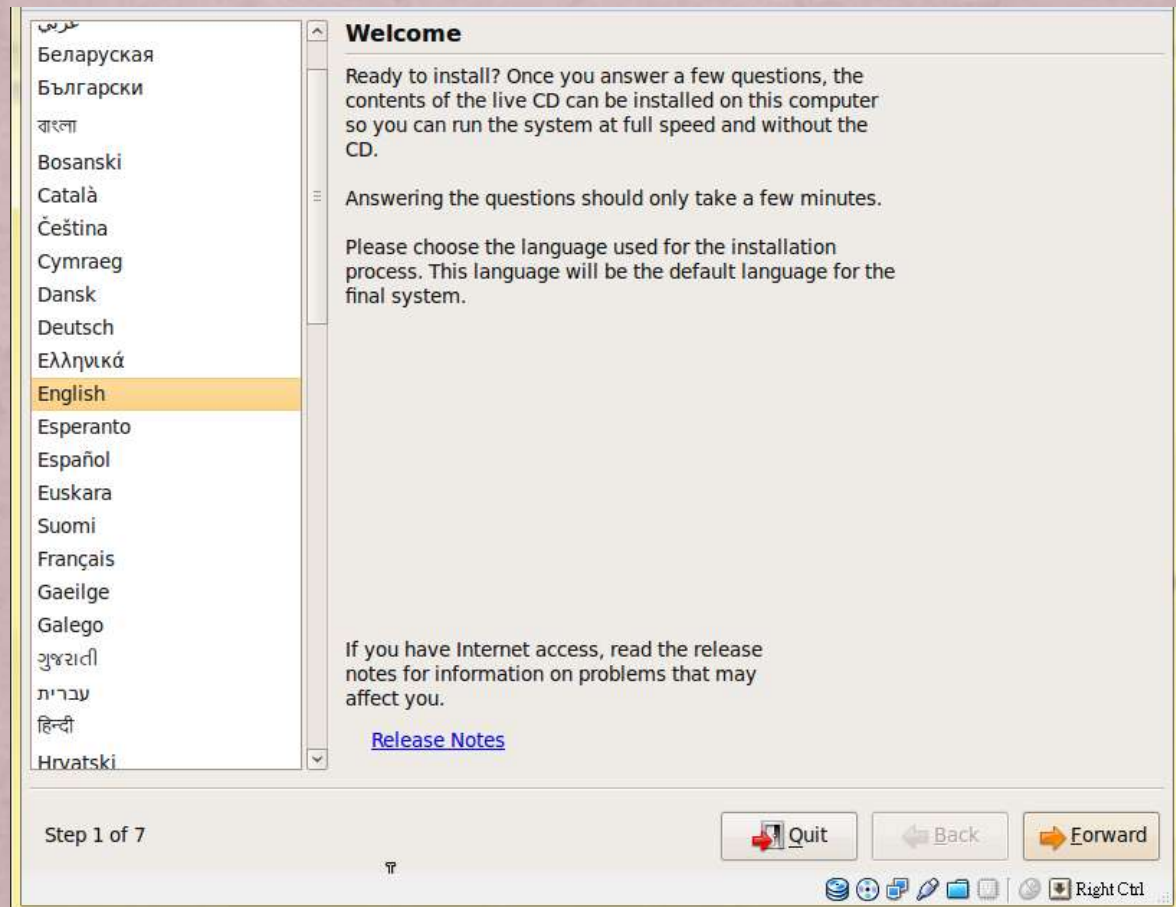 عربي
Беларуская
Български
বাংলা
Bosanski
Català
Čeština
Cymraeg
Dansk
Deutsch
Ελληνικά
English
Esperanto
Español
Euskara
Suomi
Français
Gaeilge
Galego
ગુજરાતી
עברית
हिन्दी
Hrvatski
Welcome
Ready to install? Once you answer a few questions, the
contents of the live CD can be installed on this computer
so you can run the system at full speed and without the
CD.
Answering the questions should only take a few minutes.
Please choose the language used for the installation
process. This language will be the default language for the
final system.
If you have Internet access, read the release
notes for information on problems that may
affect you.
Release Notes
Step 1 of 7
Quit
Back
Forward
Right Ctrl